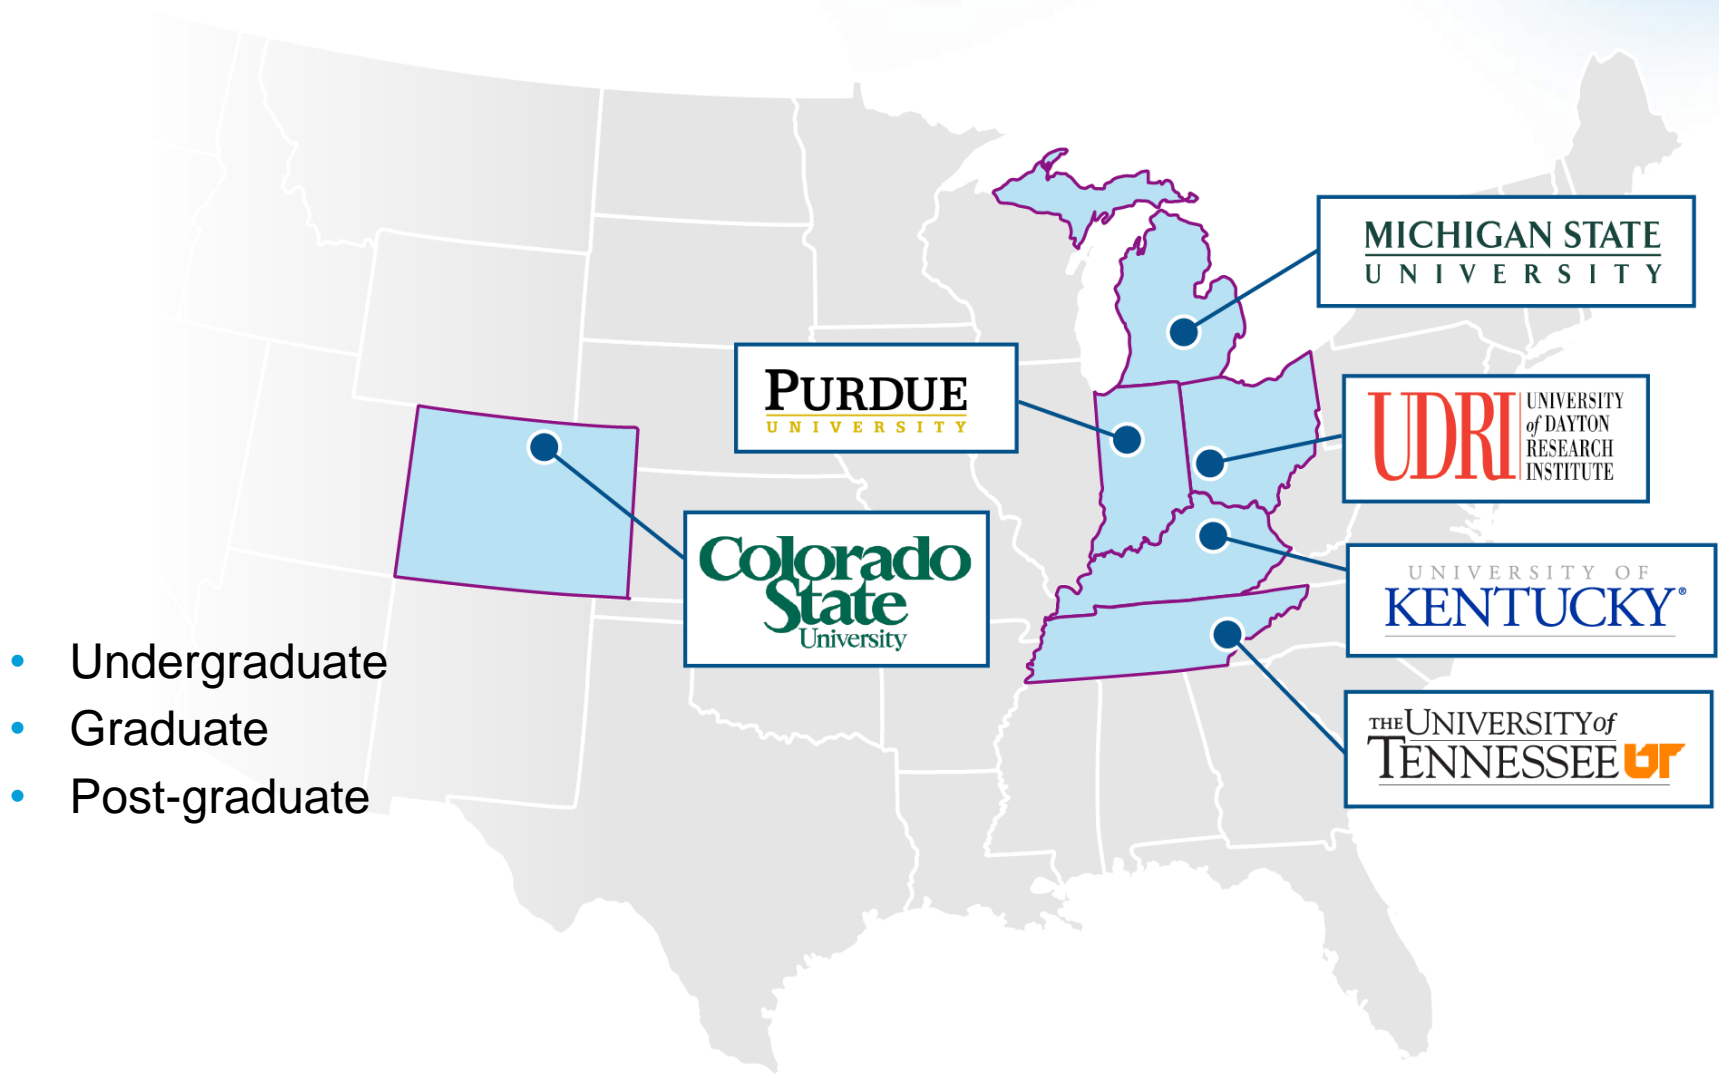 MICHIGAN STATE
UNIVERSITY
PURDUE
UNIVERSITY
UDRI
UNIVERSITY
of DAYTON
RESEARCH
INSTITUTE
Colorado
State
University
UNIVERSITY OF
KENTUCKY®
THE UNIVERSITY of
TENNESSEE UT
• Undergraduate
• Graduate
• Post-graduate